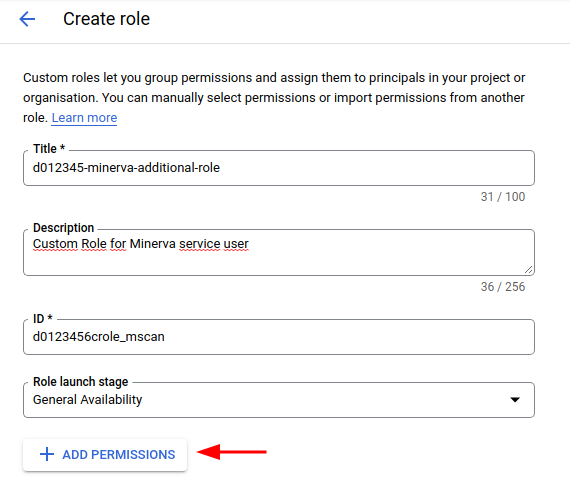 Create role
Custom roles let you group permissions and assign them to principals in your project or
organisation. You can manually select permissions or import permissions from another
role. Learn more
Title *
d012345-minerva-additional-role
31 / 100
Description
Custom Role for Minerva service user
36 / 256
ID *
d0123456crole_mscan
Role launch stage
General Availability
ADD PERMISSIONS